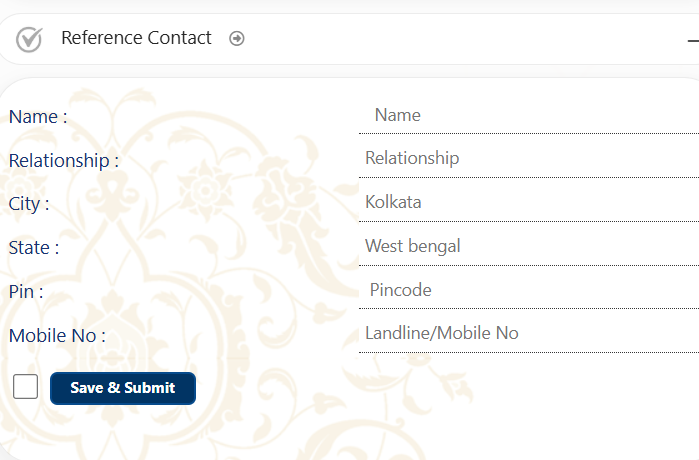 Reference Contact
Name : Name
Relationship : Relationship
City : Kolkata
State : West bengal
Pin : Pincode
Mobile No : Landline/Mobile No
Save & Submit